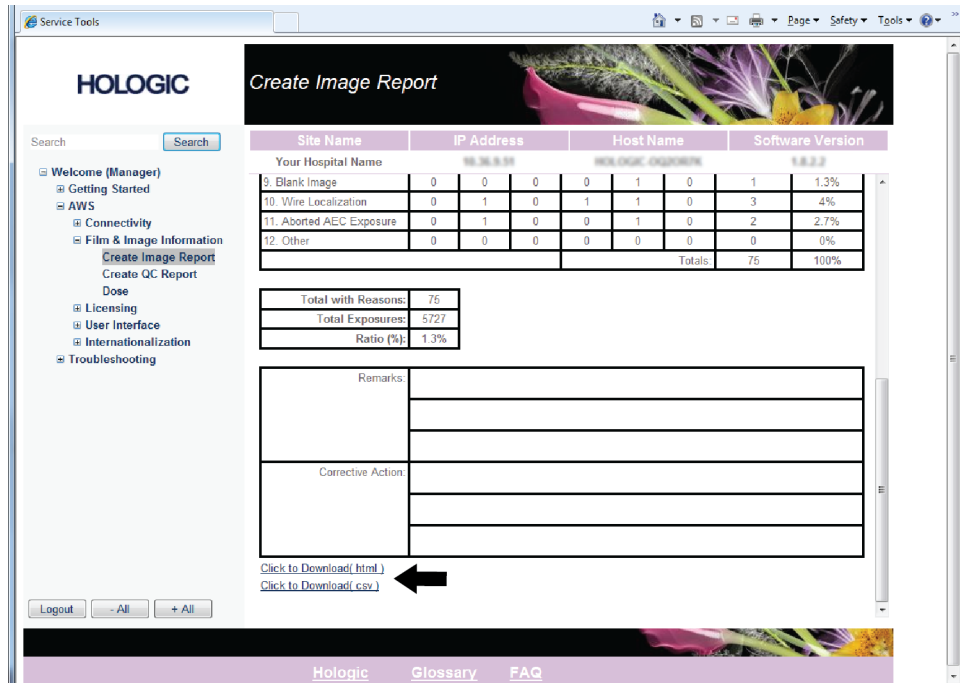 Service Tools
Page Safety Tools
HOLOGIC
Create Image Report
Search Search
Site Name IP Address Host Name Software Version
Your Hospital Name
Welcome (Manager)
Getting Started
AWS
Connectivity
Film & Image Information
Create Image Report
Create QC Report
Dose
Licensing
User Interface
Internationalization
Troubleshooting
9. Blank Image 0 0 0 0 1 0 1 1.3%
10. Wire Localization 0 1 0 1 1 0 3 4%
11. Aborted AEC Exposure 0 1 0 0 1 0 2 2.7%
12. Other 0 0 0 0 0 0 0 0%
Totals: 75 100%
Total with Reasons: 75
Total Exposures: 5727
Ratio (%): 1.3%
Remarks:
Corrective Action:
Click to Download( html )
Click to Download( csv )
Logout - All + All
Hologic Glossary FAQ